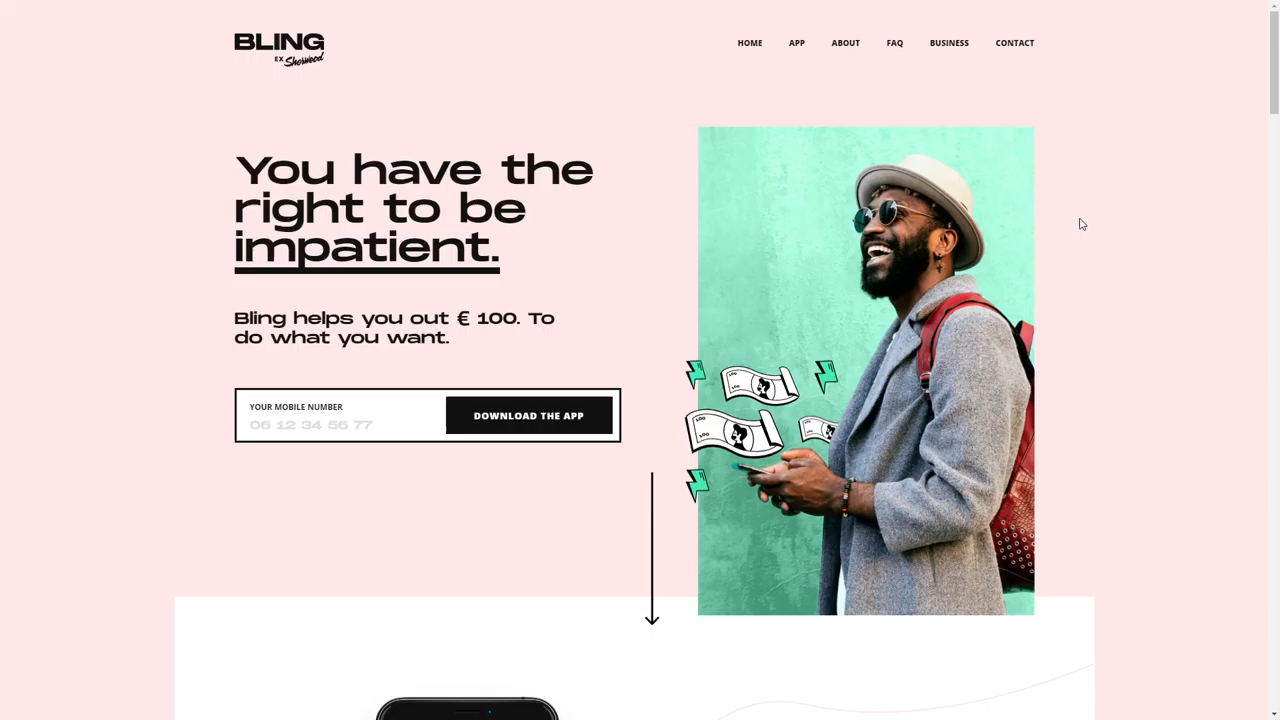 BLING
EX Sherwood
HOME APP ABOUT FAQ BUSINESS CONTACT
You have the
right to be
impatient.
Bling helps you out € 100. To
do what you want.
YOUR MOBILE NUMBER
06 12 34 56 77
DOWNLOAD THE APP